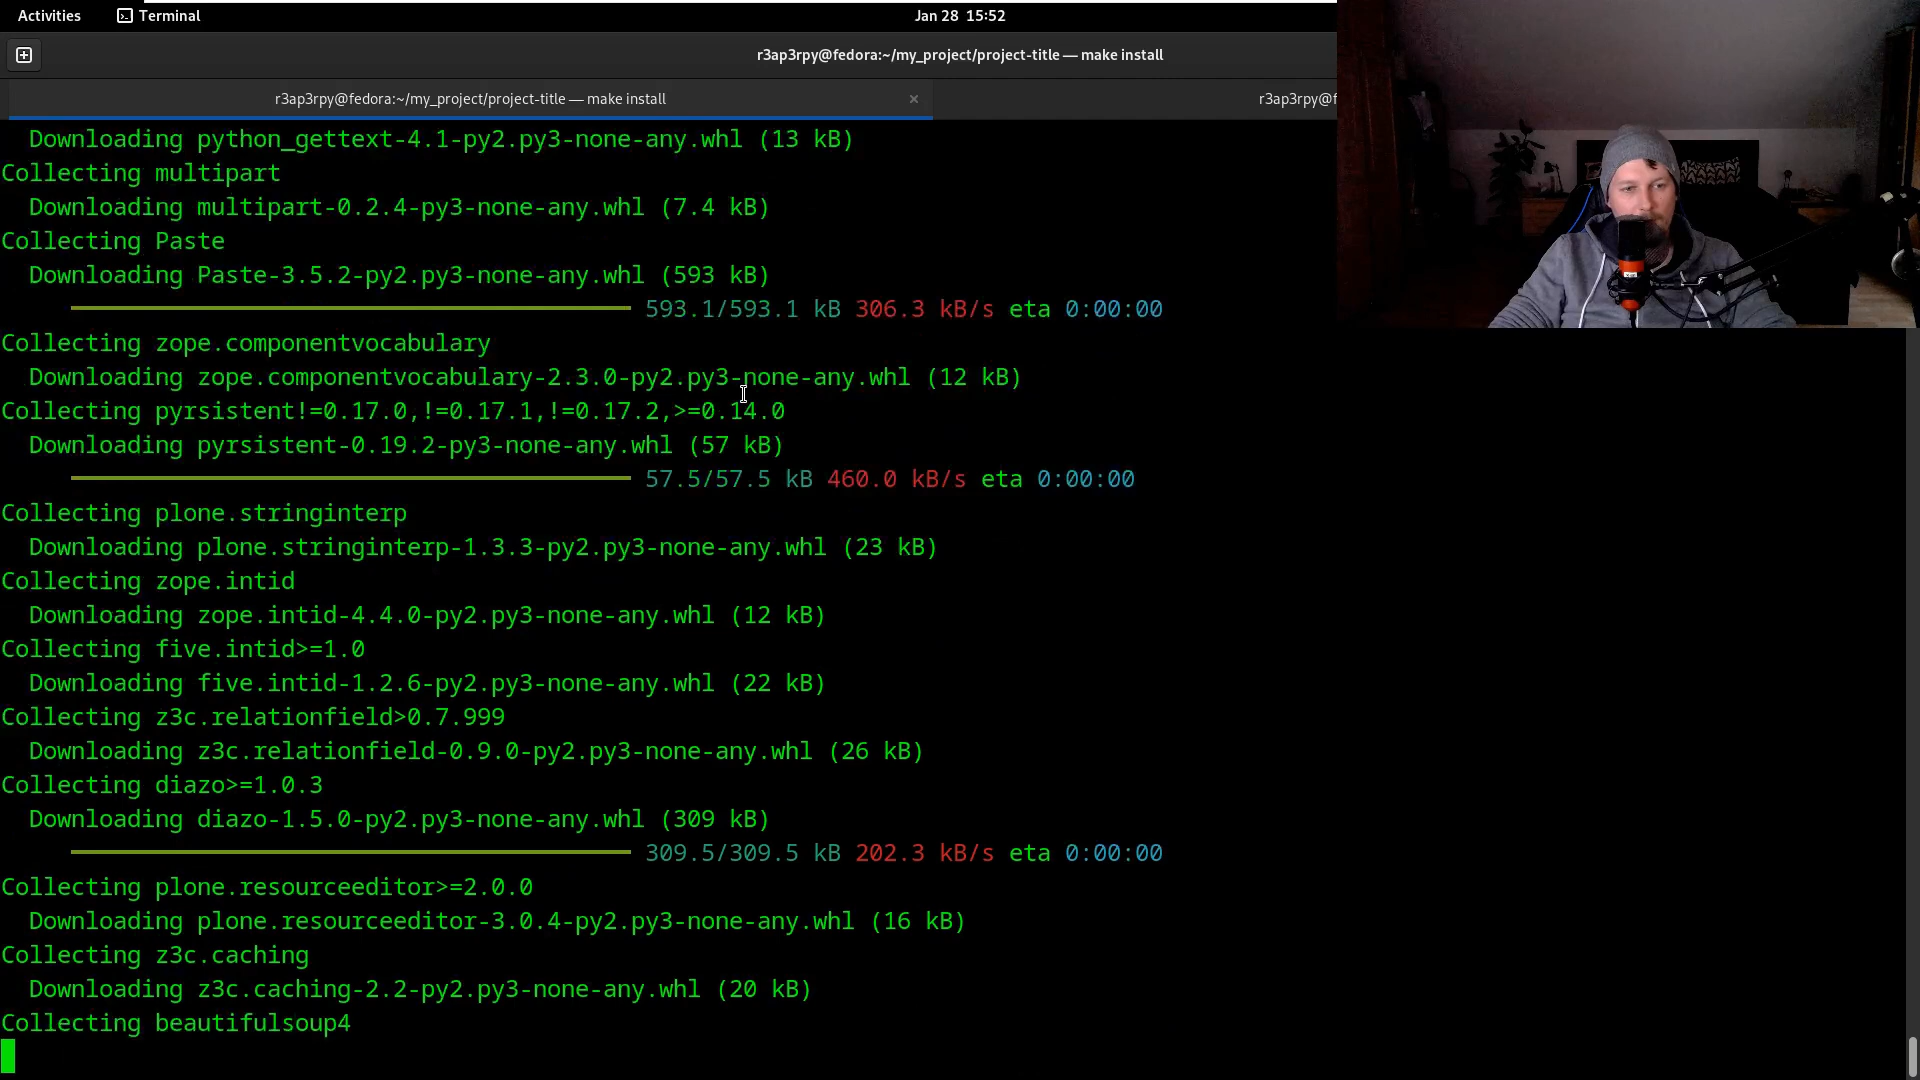 Activities Terminal Jan 28 15:52
r3ap3rpy@fedora:~/my_project/project-title — make install
r3ap3rpy@fedora:~/my_project/project-title — make install × r3ap3rpy@f
Downloading python_gettext-4.1-py2.py3-none-any.whl (13 kB)
Collecting multipart
Downloading multipart-0.2.4-py3-none-any.whl (7.4 kB)
Collecting Paste
Downloading Paste-3.5.2-py2.py3-none-any.whl (593 kB)
593.1/593.1 kB 306.3 kB/s eta 0:00:00
Collecting zope.componentvocabulary
Downloading zope.componentvocabulary-2.3.0-py2.py3-none-any.whl (12 kB)
Collecting pyrsistent!=0.17.0,!=0.17.1,!=0.17.2,>=0.14.0
Downloading pyrsistent-0.19.2-py3-none-any.whl (57 kB)
57.5/57.5 kB 460.0 kB/s eta 0:00:00
Collecting plone.stringinterp
Downloading plone.stringinterp-1.3.3-py2.py3-none-any.whl (23 kB)
Collecting zope.intid
Downloading zope.intid-4.4.0-py2.py3-none-any.whl (12 kB)
Collecting five.intid>=1.0
Downloading five.intid-1.2.6-py2.py3-none-any.whl (22 kB)
Collecting z3c.relationfield>0.7.999
Downloading z3c.relationfield-0.9.0-py2.py3-none-any.whl (26 kB)
Collecting diazo>=1.0.3
Downloading diazo-1.5.0-py2.py3-none-any.whl (309 kB)
309.5/309.5 kB 202.3 kB/s eta 0:00:00
Collecting plone.resourceeditor>=2.0.0
Downloading plone.resourceeditor-3.0.4-py2.py3-none-any.whl (16 kB)
Collecting z3c.caching
Downloading z3c.caching-2.2-py2.py3-none-any.whl (20 kB)
Collecting beautifulsoup4